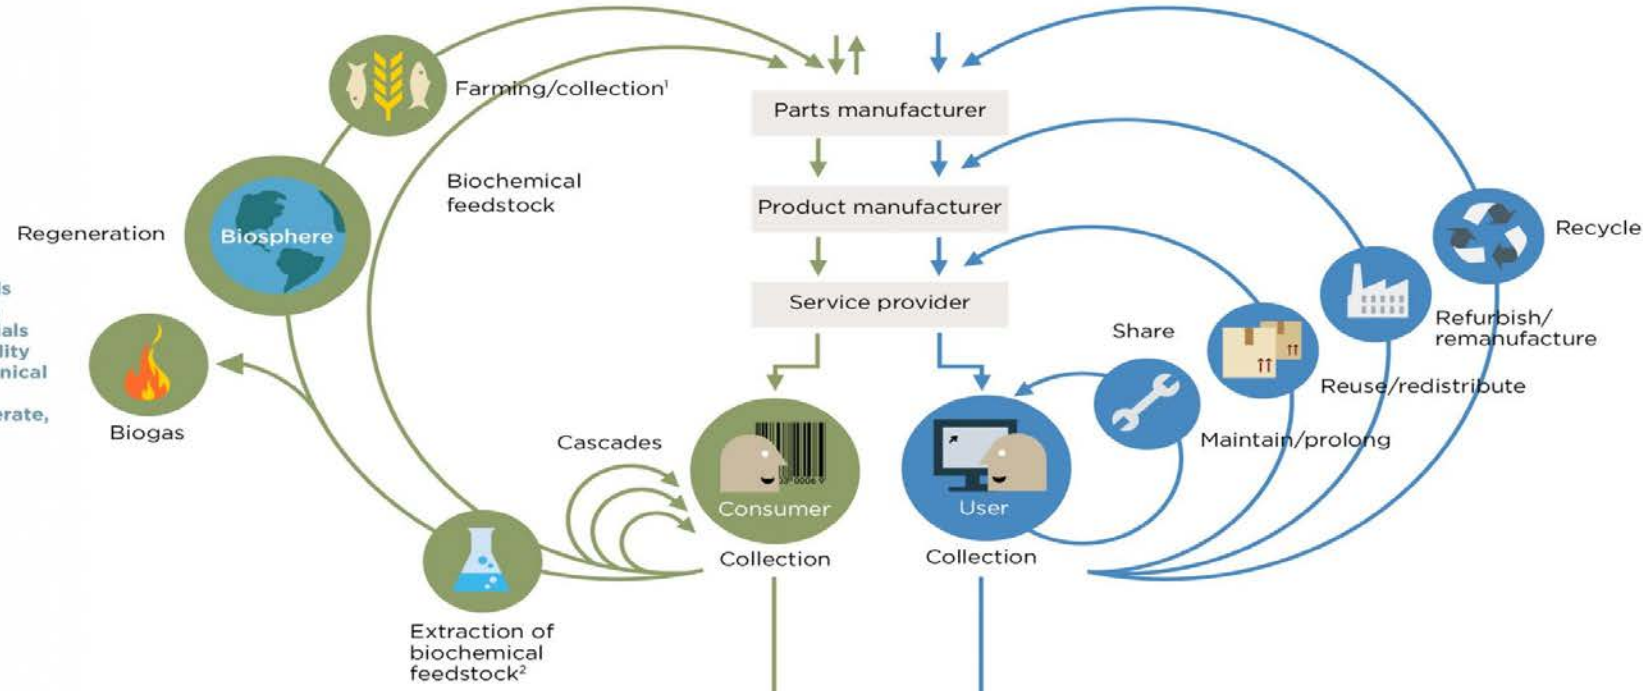 Farming/collection¹
Parts manufacturer
Biochemical
feedstock
Product manufacturer
Regeneration
Biosphere
Recycle
Service provider
Refurbish/
remanufacture
Share
Reuse/redistribute
Biogas
Cascades
Maintain/prolong
Consumer
User
Collection
Collection
Extraction of
biochemical
feedstock²